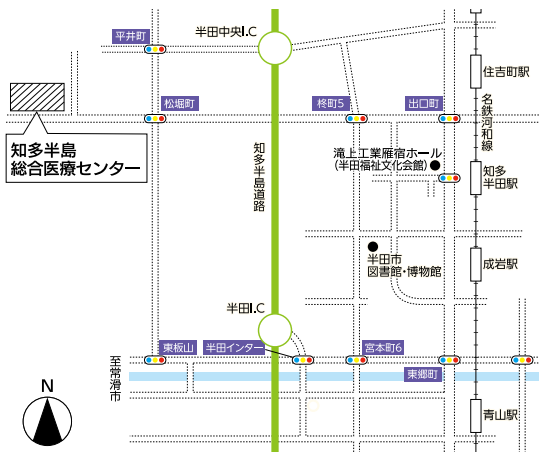 半田中央I.C
平井町
住吉町駅
松堀町
柊町5
出口町
名鉄河和線
知多半島
総合医療センター
知多半島道路
滝上工業雁宿ホール
(半田福祉文化会館)
知多
半田駅
半田市
図書館・博物館
成岩駅
半田I.C
東板山
半田インター
宮本町6
至常滑市
東郷町
N
青山駅